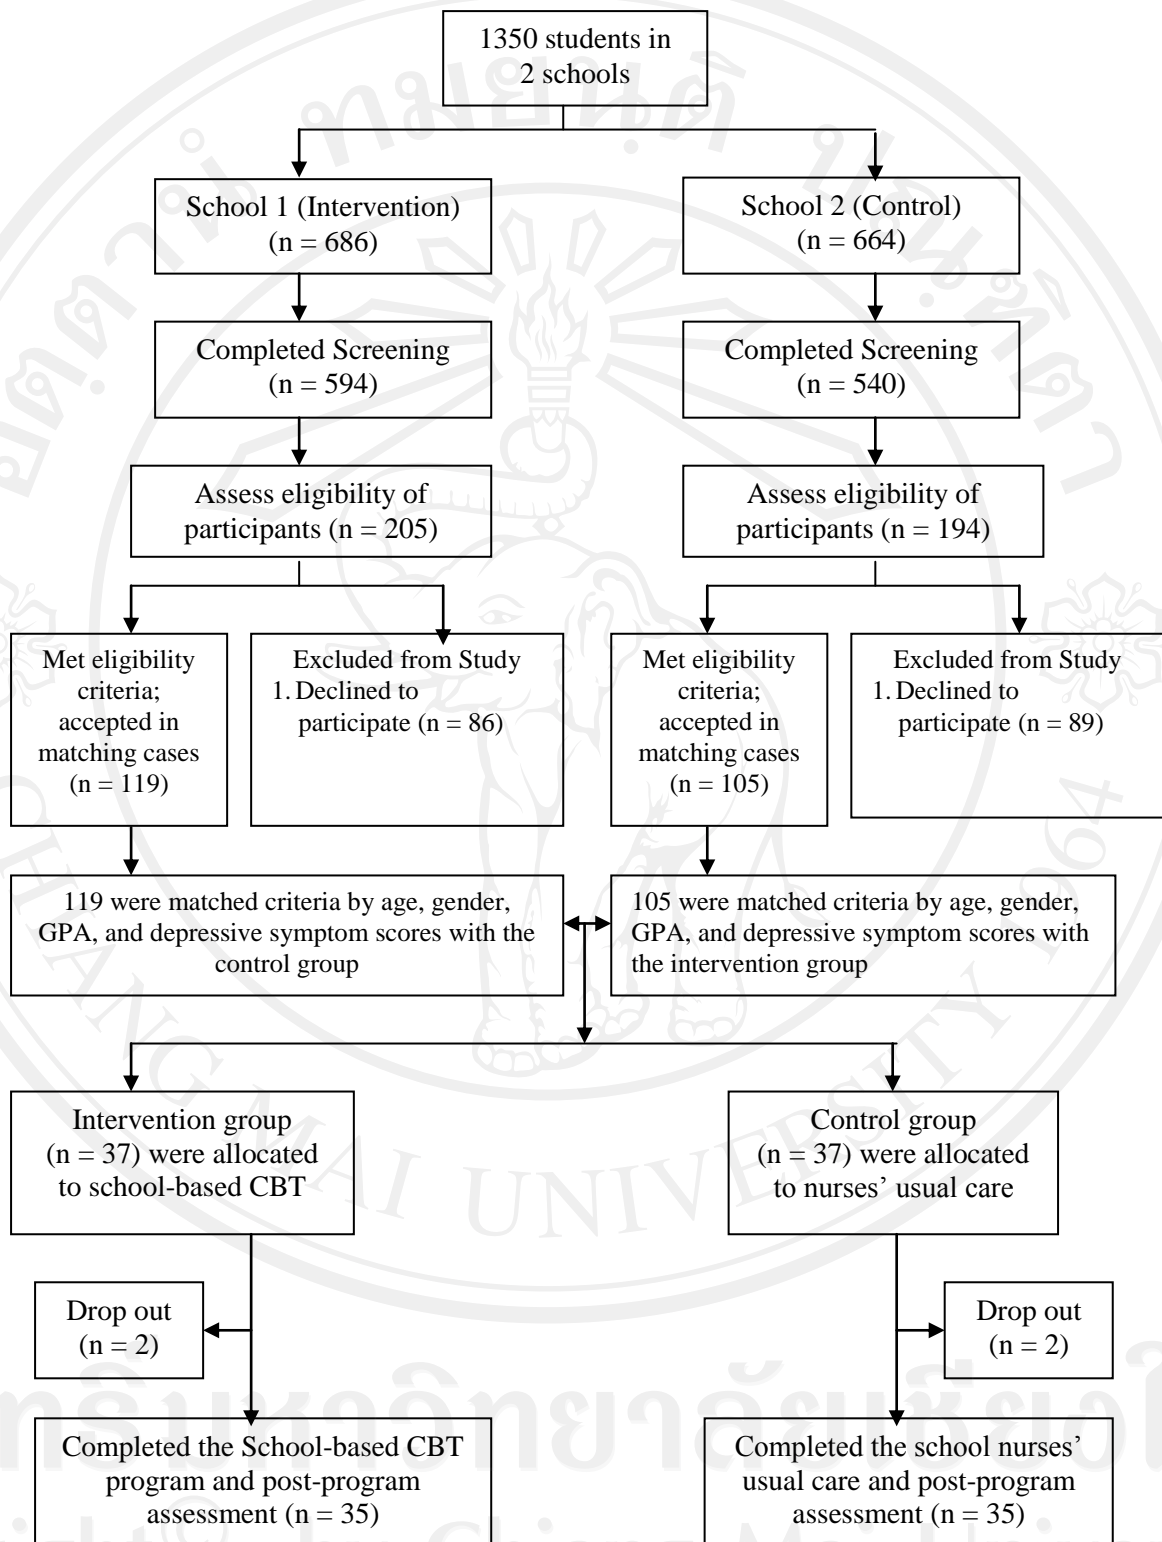 1350 students in
2 schools
School 1 (Intervention)
(n = 686)
School 2 (Control)
(n = 664)
Completed Screening
(n = 594)
Completed Screening
(n = 540)
Assess eligibility of
participants (n = 205)
Assess eligibility of
participants (n = 194)
Met eligibility
criteria;
accepted in
matching cases
(n = 119)
Excluded from Study
1. Declined to
participate (n = 86)
Met eligibility
criteria;
accepted in
matching cases
(n = 105)
Excluded from Study
1. Declined to
participate (n = 89)
119 were matched criteria by age, gender,
GPA, and depressive symptom scores with the
control group
105 were matched criteria by age, gender,
GPA, and depressive symptom scores with
the intervention group
Intervention group
(n = 37) were allocated
to school-based CBT
Control group
(n = 37) were allocated
to nurses’ usual care
Drop out
(n = 2)
Drop out
(n = 2)
Completed the School-based CBT
program and post-program
assessment (n = 35)
Completed the school nurses’
usual care and post-program
assessment (n = 35)
CHIANG MAI UNIVERSITY 1964